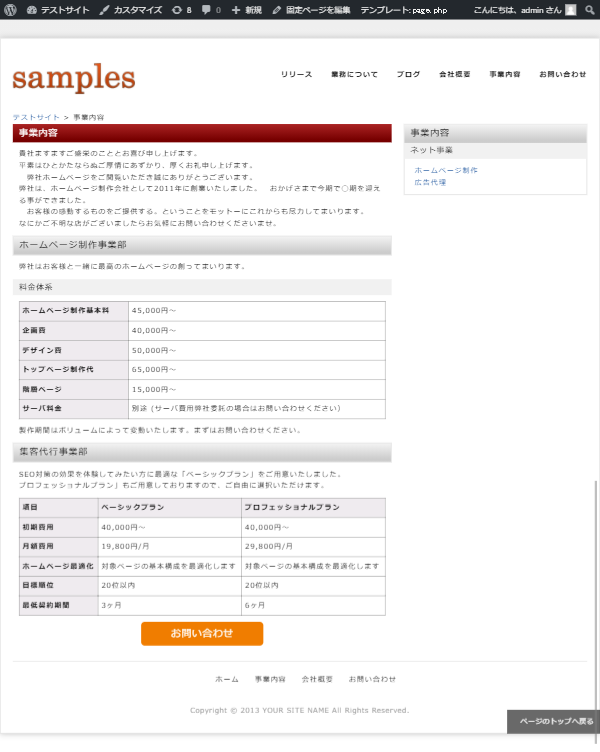 テストサイト カスタマイズ 8 0 新規 固定ページを編集 テンプレート: page.php こんにちは、admin さん
samples
リリース 業務について ブログ 会社概要 事業内容 お問い合わせ
テストサイト > 事業内容
事業内容
貴社ますますご盛栄のこととお喜び申し上げます。
平素はひとかたならぬご厚情にあずかり、厚くお礼申し上げます。
弊社ホームページをご閲覧いただき誠にありがとうございます。
弊社は、ホームページ制作会社として2011年に創業いたしました。 おかげさまで今期で○期を迎え
る事ができました。
お客様の感動するものをご提供する、ということをモットーにこれからも尽力してまいります。
なにかご不明な点がございましたらお気軽にお問い合わせくださいませ。
ホームページ制作事業部
弊社はお客様と一緒に最高のホームページの創ってまいります。
料金体系
ホームページ制作基本料 45,000円～
企画費 40,000円～
デザイン費 50,000円～
トップページ制作代 65,000円～
階層ページ 15,000円～
サーバ料金 別途 (サーバ費用弊社委託の場合はお問い合わせください)
製作期間はボリュームによって変動いたします。まずはお問い合わせください。
集客代行事業部
SEO対策の効果を体験してみたい方に最適な「ベーシックプラン」をご用意いたしました。
プロフェッショナルプラン」もご用意しておりますので、ご自由に選択いただけます。
項目 ベーシックプラン プロフェッショナルプラン
初期費用 40,000円～ 40,000円～
月額費用 19,800円/月 29,800円/月
ホームページ最適化 対象ページの基本構成を最適化します 対象ページの基本構成を最適化します
目標順位 20位以内 20位以内
最低契約期間 3ヶ月 6ヶ月
お問い合わせ
事業内容
ネット事業
ホームページ制作
広告代理
ホーム 事業内容 会社概要 お問い合わせ
Copyright © 2013 YOUR SITE NAME All Rights Reserved.
ページのトップへ戻る